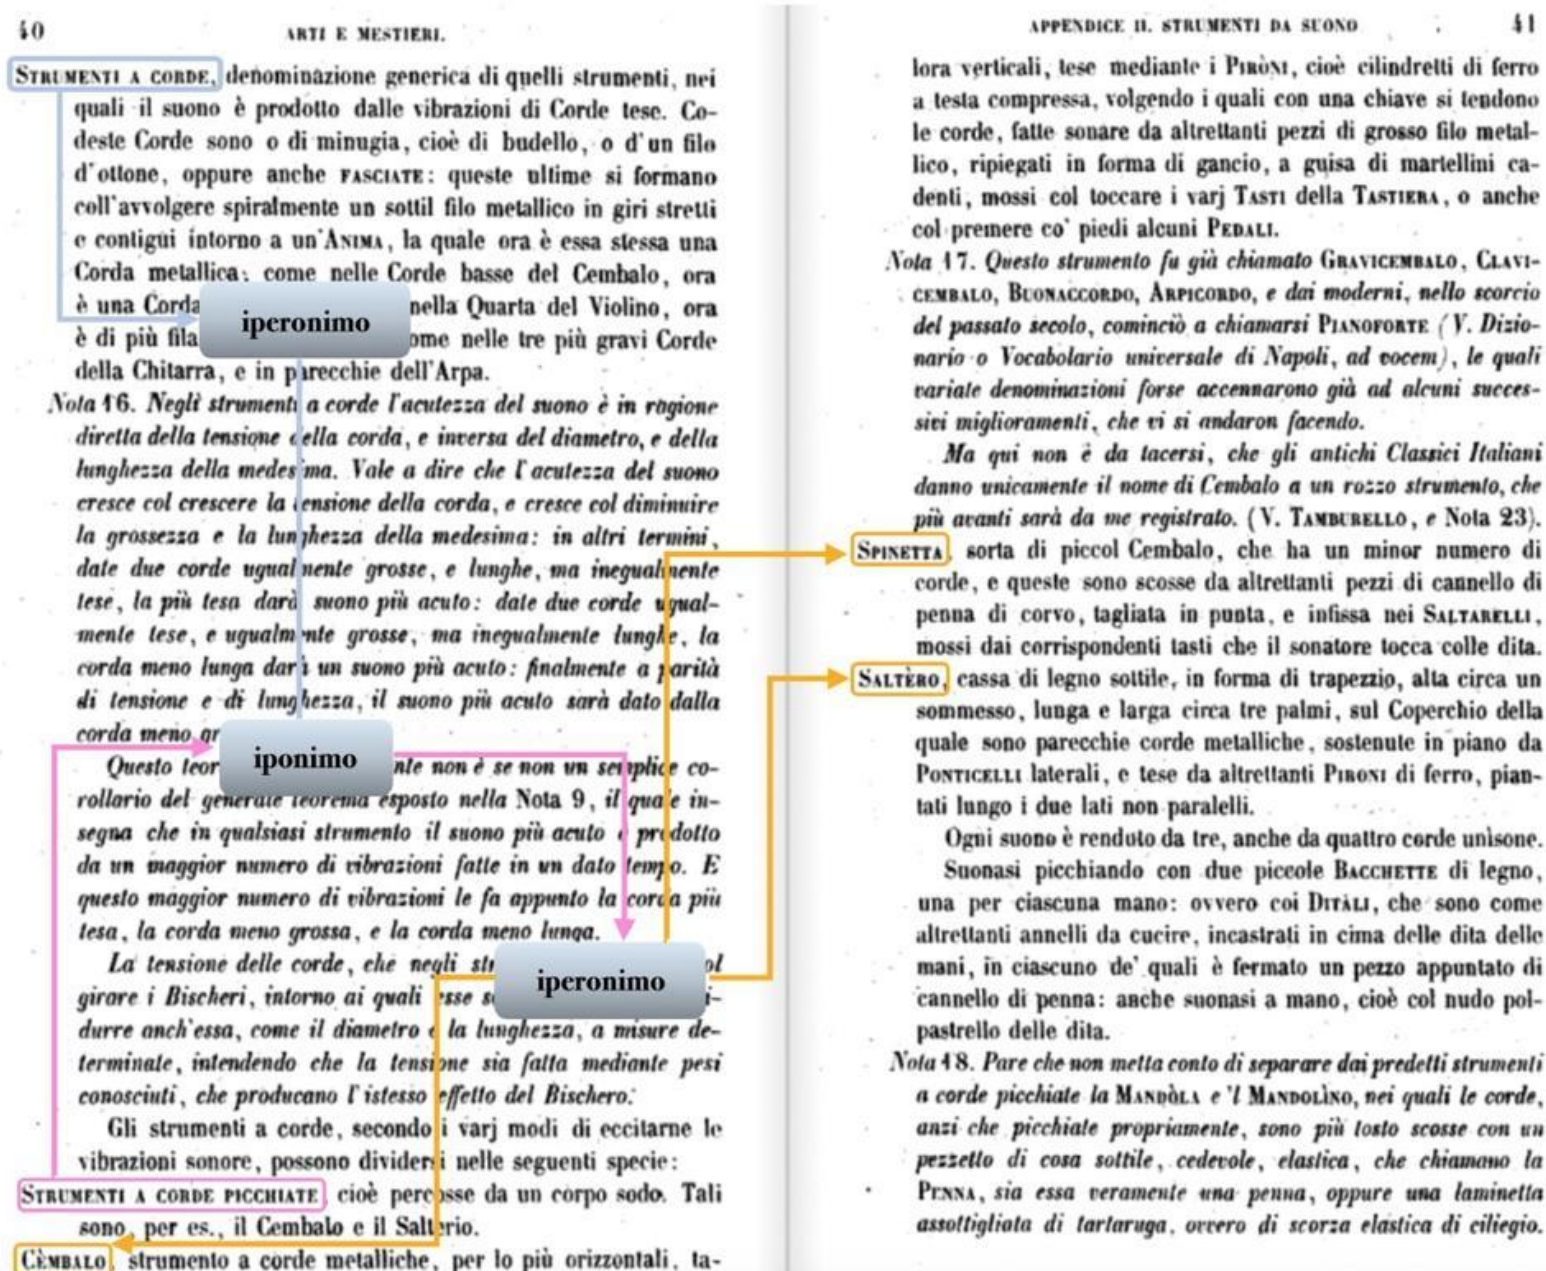 40
ARTI E MESTIERI.
STRUMENTI A CORDE, denominazione generica di quelli strumenti, nei
quali il suono è prodotto dalle vibrazioni di Corde tese. Co-
deste Corde sono o di minugia, cioè di budello, o d'un filo
d'ottone, oppure anche FASCIATE: queste ultime si formano
coll'avvolgere spiralmente un sottil filo metallico in giri stretti
e contigui intorno a un'ANIMA, la quale ora è essa stessa una
Corda metallica; come nelle Corde basse del Cembalo, ora
è una Corda nella Quarta del Violino, ora
iperonimo
è di più fila ome nelle tre più gravi Corde
della Chitarra, e in parecchie dell'Arpa.
Nota 16. Negli strumenti a corde l'acutezza del suono è in ragione
diretta della tensione della corda, e inversa del diametro, e della
lunghezza della medesima. Vale a dire che l'acutezza del suono
cresce col crescere la tensione della corda, e cresce col diminuire
la grossezza e la lunghezza della medesima: in altri termini,
date due corde ugualmente grosse, e lunghe, ma inegualmente
tese, la più tesa darà suono più acuto: date due corde ugual-
mente tese, e ugualmente grosse, ma inegualmente lunghe, la
corda meno lunga darà un suono più acuto: finalmente a parità
di tensione e di lunghezza, il suono più acuto sarà dato dalla
corda meno gr
iponimo
Questo teor nte non è se non un semplice co-
rollario del generale teorema esposto nella Nota 9, il quale in-
segna che in qualsiasi strumento il suono più acuto è prodotto
da un maggior numero di vibrazioni fatte in un dato tempo. E
questo maggior numero di vibrazioni le fa appunto la corda più
tesa, la corda meno grossa, e la corda meno lunga.
La tensione delle corde, che negli str ol
iperonimo
girare i Bischeri, intorno ai quali esse s i-
durre anch'essa, come il diametro e la lunghezza, a misure de-
terminate, intendendo che la tensione sia fatta mediante pesi
conosciuti, che producano l'istesso effetto del Bischero.
Gli strumenti a corde, secondo i varj modi di eccitarne le
vibrazioni sonore, possono dividersi nelle seguenti specie:
STRUMENTI A CORDE PICCHIATE, cioè percosse da un corpo sodo. Tali
sono, per es., il Cembalo e il Salterio.
CÈMBALO, strumento a corde metalliche, per lo più orizzontali, ta-
APPENDICE II. STRUMENTI DA SUONO
41
lora verticali, tese mediante i PIRÒNI, cioè cilindretti di ferro
a testa compressa, volgendo i quali con una chiave si tendono
le corde, fatte sonare da altrettanti pezzi di grosso filo metal-
lico, ripiegati in forma di gancio, a guisa di martellini ca-
denti, mossi col toccare i varj TASTI della TASTIERA, o anche
col premere co' piedi alcuni PEDALI.
Nota 17. Questo strumento fu già chiamato GRAVICEMBALO, CLAVI-
CEMBALO, BUONACCORDO, ARPICORDO, e dai moderni, nello scorcio
del passato secolo, cominciò a chiamarsi PIANOFORTE (V. Dizio-
nario o Vocabolario universale di Napoli, ad vocem), le quali
variate denominazioni forse accennarono già ad alcuni succes-
sivi miglioramenti, che vi si andaron facendo.
Ma qui non è da tacersi, che gli antichi Classici Italiani
danno unicamente il nome di Cembalo a un rozzo strumento, che
più avanti sarà da me registrato. (V. TAMBURELLO, e Nota 23).
SPINETTA, sorta di piccol Cembalo, che ha un minor numero di
corde, e queste sono scosse da altrettanti pezzi di cannello di
penna di corvo, tagliata in punta, e infissa nei SALTARELLI,
mossi dai corrispondenti tasti che il sonatore tocca colle dita.
SALTÈRO, cassa di legno sottile, in forma di trapezzio, alta circa un
sommesso, lunga e larga circa tre palmi, sul Coperchio della
quale sono parecchie corde metalliche, sostenute in piano da
PONTICELLI laterali, e tese da altrettanti PIRONI di ferro, pian-
tati lungo i due lati non paralelli.
Ogni suono è renduto da tre, anche da quattro corde unisone.
Suonasi picchiando con due piccole BACCHETTE di legno,
una per ciascuna mano: ovvero coi DITÀLI, che sono come
altrettanti annelli da cucire, incastrati in cima delle dita delle
mani, in ciascuno de' quali è fermato un pezzo appuntato di
cannello di penna: anche suonasi a mano, cioè col nudo pol-
pastrello delle dita.
Nota 18. Pare che non metta conto di separare dai predetti strumenti
a corde picchiate la MANDÒLA e 'l MANDOLÌNO, nei quali le corde,
anzi che picchiate propriamente, sono più tosto scosse con un
pezzetto di cosa sottile, cedevole, elastica, che chiamano la
PENNA, sia essa veramente una penna, oppure una laminetta
assottigliata di tartaruga, ovvero di scorza elastica di ciliegio.